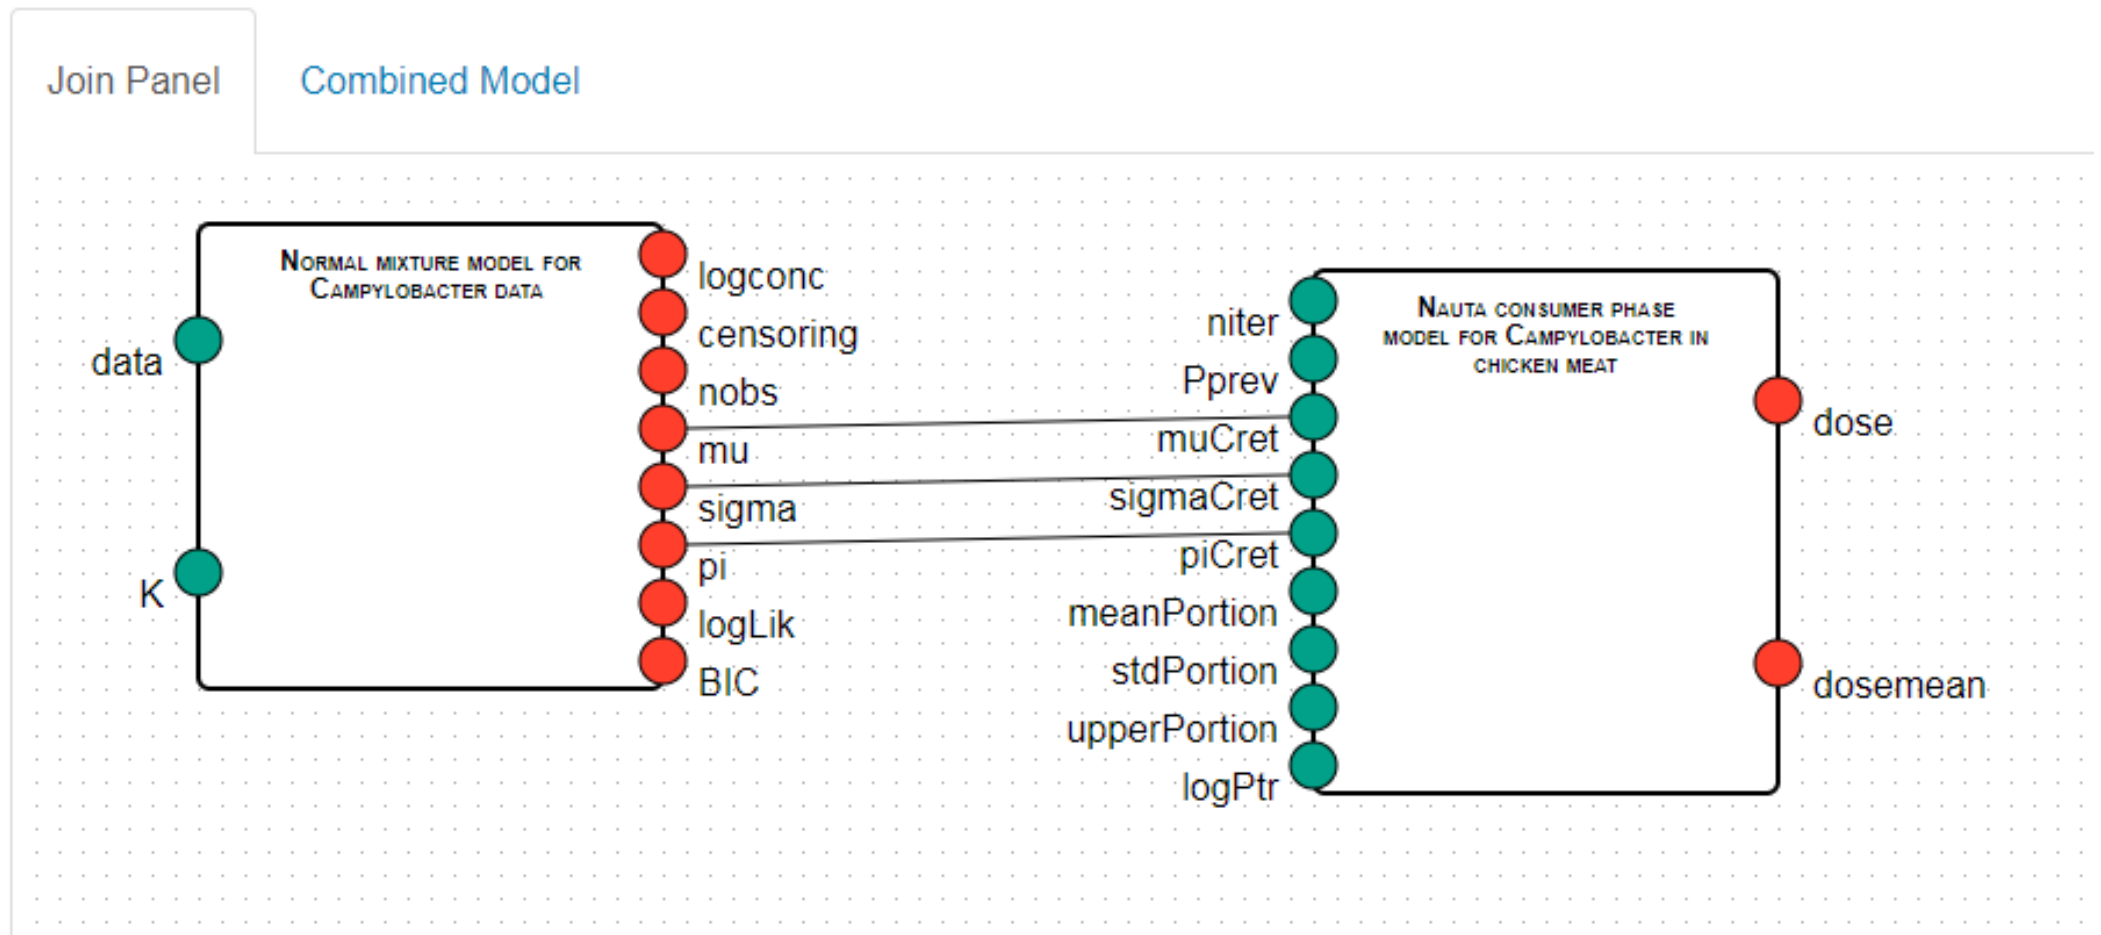 Join Panel
Combined Model
Normal mixture model for
Campylobacter data
data
K
logconc
censoring
nobs
mu
sigma
pi
logLik
BIC
Nauta consumer phase
model for Campylobacter in
chicken meat
niter
Pprev
muCret
sigmaCret
piCret
meanPortion
stdPortion
upperPortion
logPtr
dose
dosemean